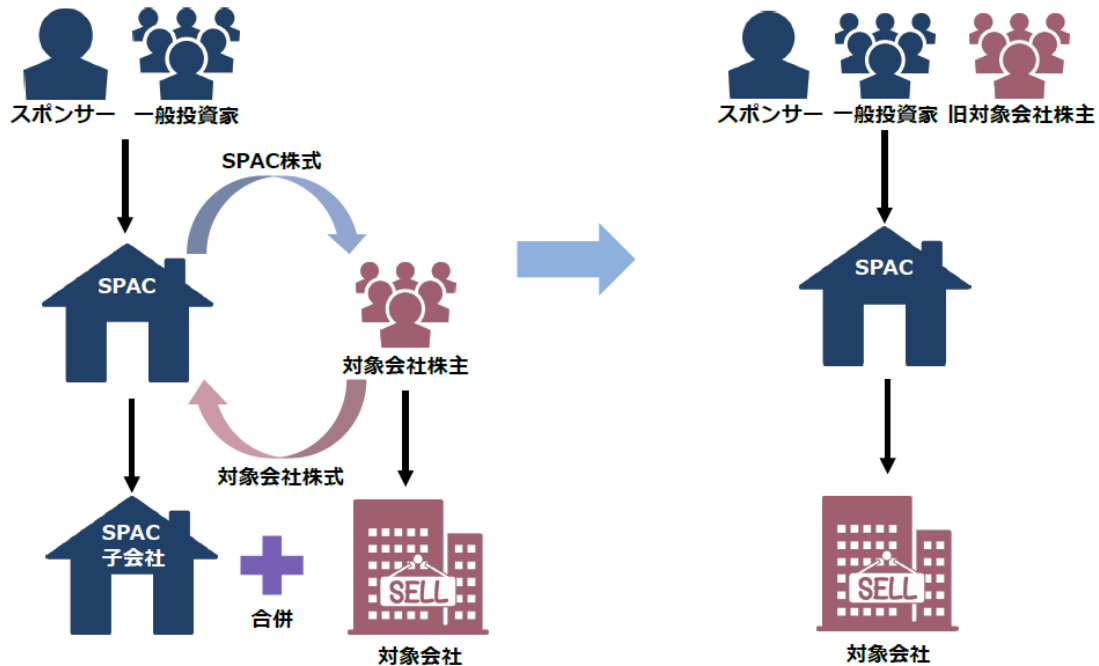 スポンサー 一般投資家
SPAC株式
SPAC
対象会社株主
対象会社株式
SPAC
子会社
合併
SELL
対象会社
スポンサー 一般投資家 旧対象会社株主
SPAC
SELL
対象会社